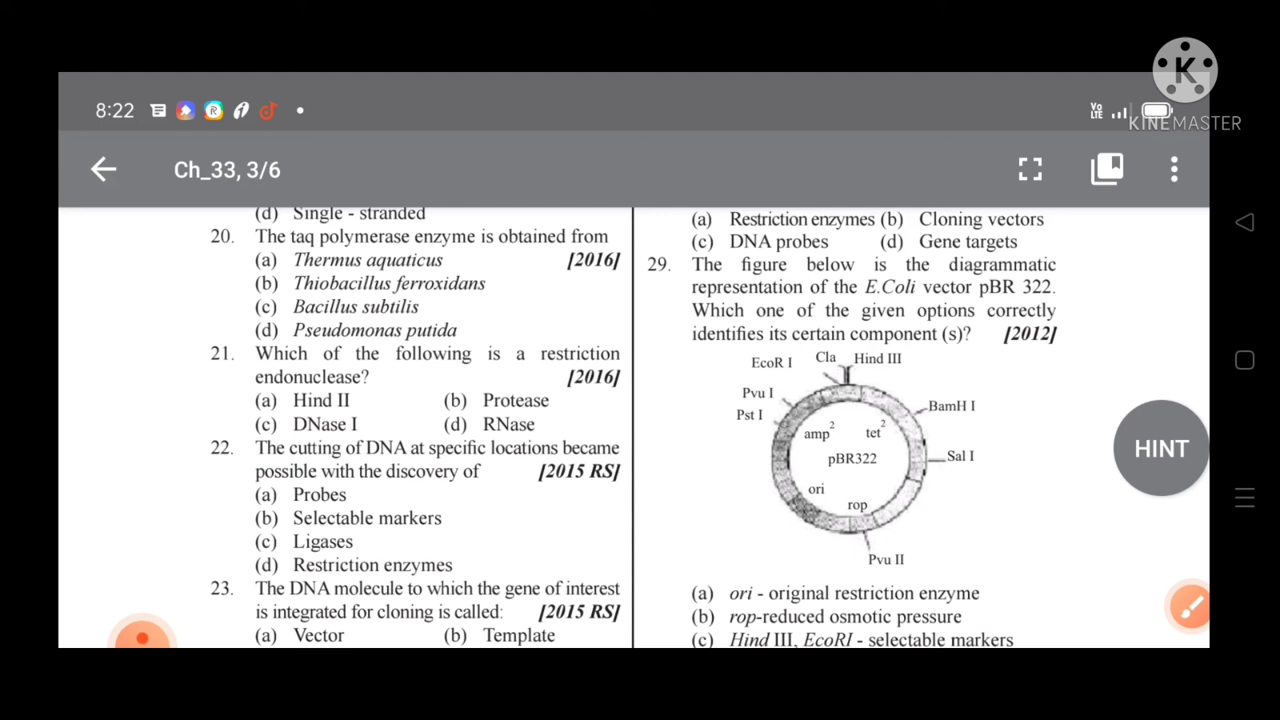 8:22
Vo
LTE
K
KINEMASTER
Ch_33, 3/6
(d) Single - stranded
20. The taq polymerase enzyme is obtained from
(a) Thermus aquaticus [2016]
(b) Thiobacillus ferroxidans
(c) Bacillus subtilis
(d) Pseudomonas putida
21. Which of the following is a restriction
endonuclease? [2016]
(a) Hind II (b) Protease
(c) DNase I (d) RNase
22. The cutting of DNA at specific locations became
possible with the discovery of [2015 RS]
(a) Probes
(b) Selectable markers
(c) Ligases
(d) Restriction enzymes
23. The DNA molecule to which the gene of interest
is integrated for cloning is called: [2015 RS]
(a) Vector (b) Template
(a) Restriction enzymes (b) Cloning vectors
(c) DNA probes (d) Gene targets
29. The figure below is the diagrammatic
representation of the E.Coli vector pBR 322.
Which one of the given options correctly
identifies its certain component (s)? [2012]
EcoR I Cla Hind III
Pvu I
Pst I
BamH I
amp2 tet2
pBR322
Sal I
ori
rop
Pvu II
(a) ori - original restriction enzyme
(b) rop-reduced osmotic pressure
(c) Hind III, EcoRI - selectable markers
HINT